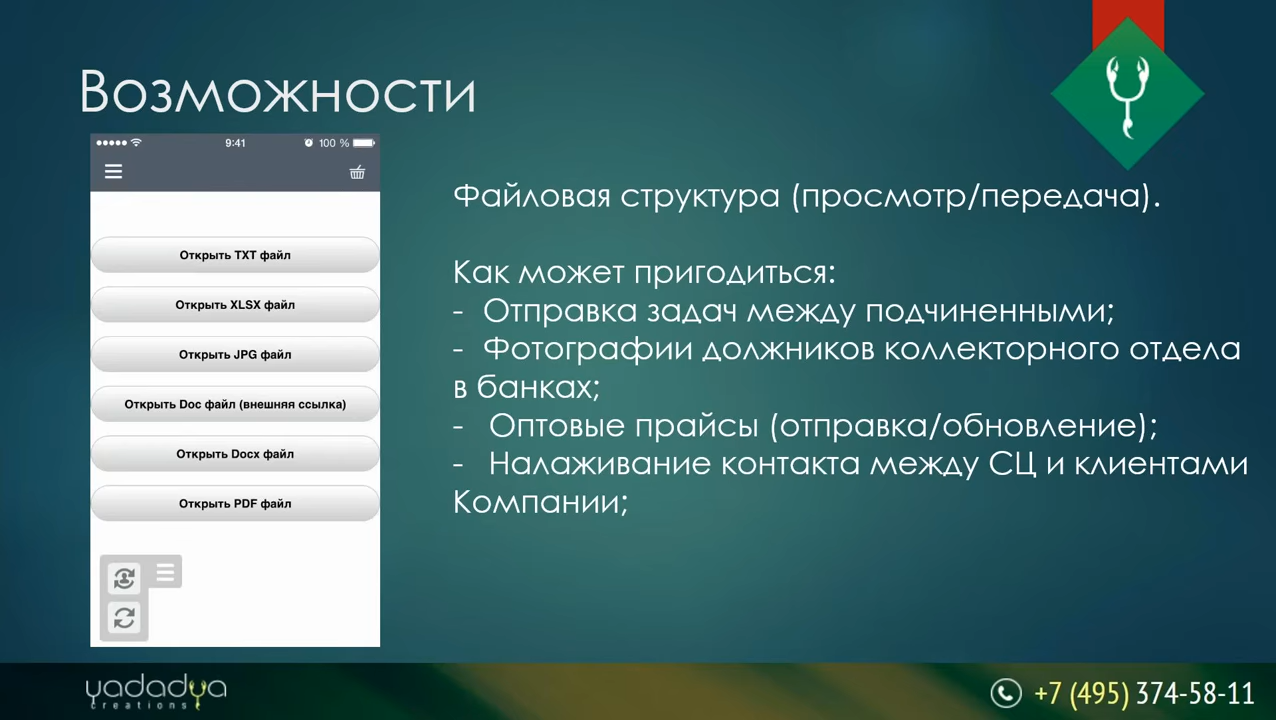 Возможности
9:41
100 %
Открыть TXT файл
Открыть XLSX файл
Открыть JPG файл
Открыть Doc файл (внешняя ссылка)
Открыть Docx файл
Открыть PDF файл
Файловая структура (просмотр/передача).
Как может пригодиться:
- Отправка задач между подчиненными;
- Фотографии должников коллекторного отдела
в банках;
- Оптовые прайсы (отправка/обновление);
- Налаживание контакта между СЦ и клиентами
Компании;
yadadya
creations
+7 (495) 374-58-11